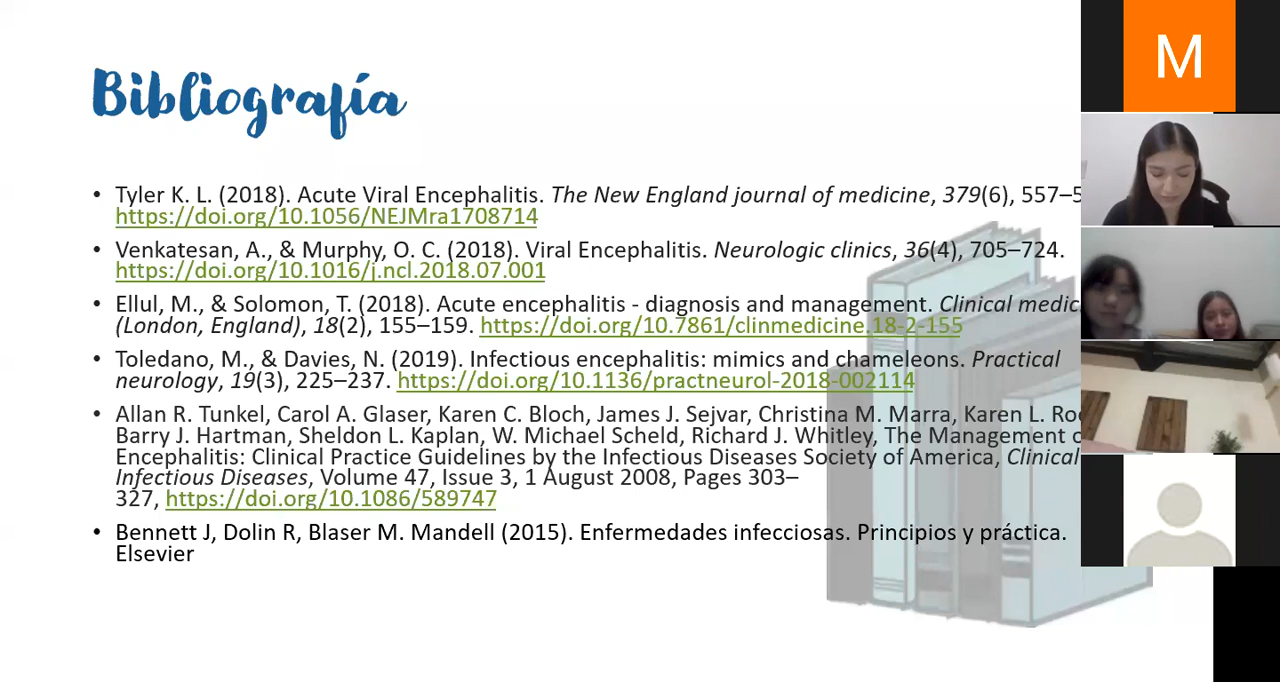 Bibliografía
• Tyler K. L. (2018). Acute Viral Encephalitis. The New England journal of medicine, 379(6), 557–5
https://doi.org/10.1056/NEJMra1708714
• Venkatesan, A., & Murphy, O. C. (2018). Viral Encephalitis. Neurologic clinics, 36(4), 705–724.
https://doi.org/10.1016/j.ncl.2018.07.001
• Ellul, M., & Solomon, T. (2018). Acute encephalitis - diagnosis and management. Clinical
(London, England), 18(2), 155–159. https://doi.org/10.7861/clinmedicine.18-2-155
• Toledano, M., & Davies, N. (2019). Infectious encephalitis: mimics and chameleons. Practical
neurology, 19(3), 225–237. https://doi.org/10.1136/practneurol-2018-002114
• Allan R. Tunkel, Carol A. Glaser, Karen C. Bloch, James J. Sejvar, Christina M. Marra, Karen L.
Barry J. Hartman, Sheldon L. Kaplan, W. Michael Scheld, Richard J. Whitley, The Management
Encephalitis: Clinical Practice Guidelines by the Infectious Diseases Society of America, Clinical
Infectious Diseases, Volume 47, Issue 3, 1 August 2008, Pages 303–
327, https://doi.org/10.1086/589747
• Bennett J, Dolin R, Blaser M. Mandell (2015). Enfermedades infecciosas. Principios y práctica.
Elsevier
M